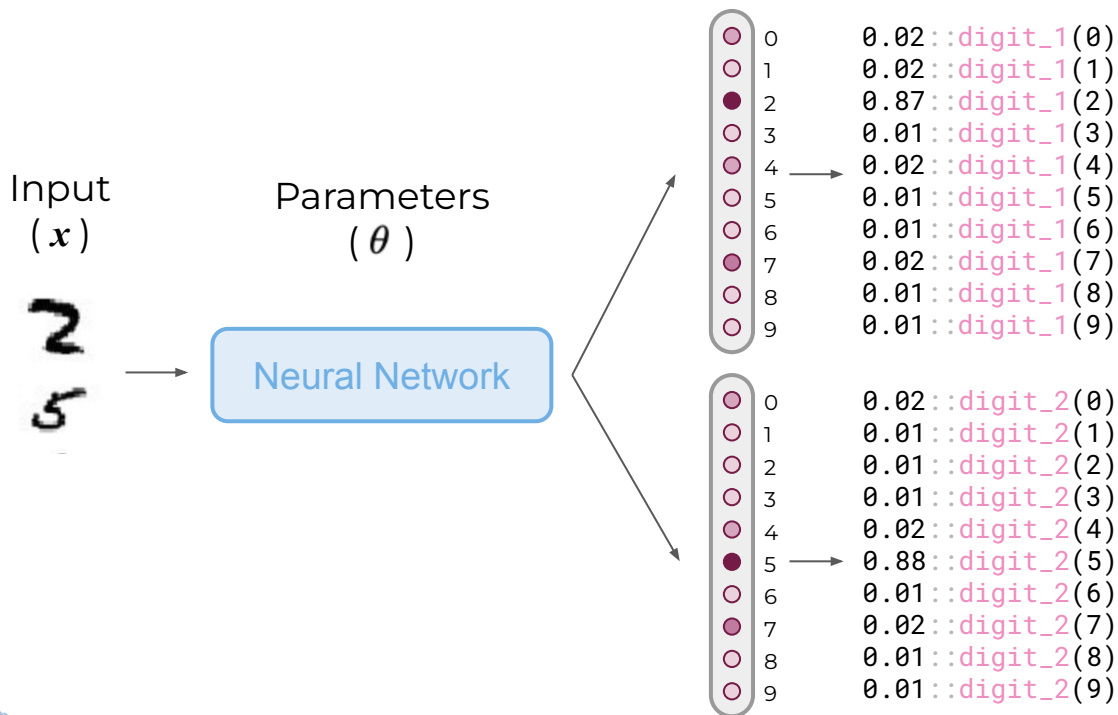 Input
( x )
2
5
Parameters
( θ )
Neural Network
0
1
2
3
4
5
6
7
8
9
0.02::digit_1(0)
0.02::digit_1(1)
0.87::digit_1(2)
0.01::digit_1(3)
0.02::digit_1(4)
0.01::digit_1(5)
0.01::digit_1(6)
0.02::digit_1(7)
0.01::digit_1(8)
0.01::digit_1(9)
0
1
2
3
4
5
6
7
8
9
0.02::digit_2(0)
0.01::digit_2(1)
0.01::digit_2(2)
0.01::digit_2(3)
0.02::digit_2(4)
0.88::digit_2(5)
0.01::digit_2(6)
0.02::digit_2(7)
0.01::digit_2(8)
0.01::digit_2(9)